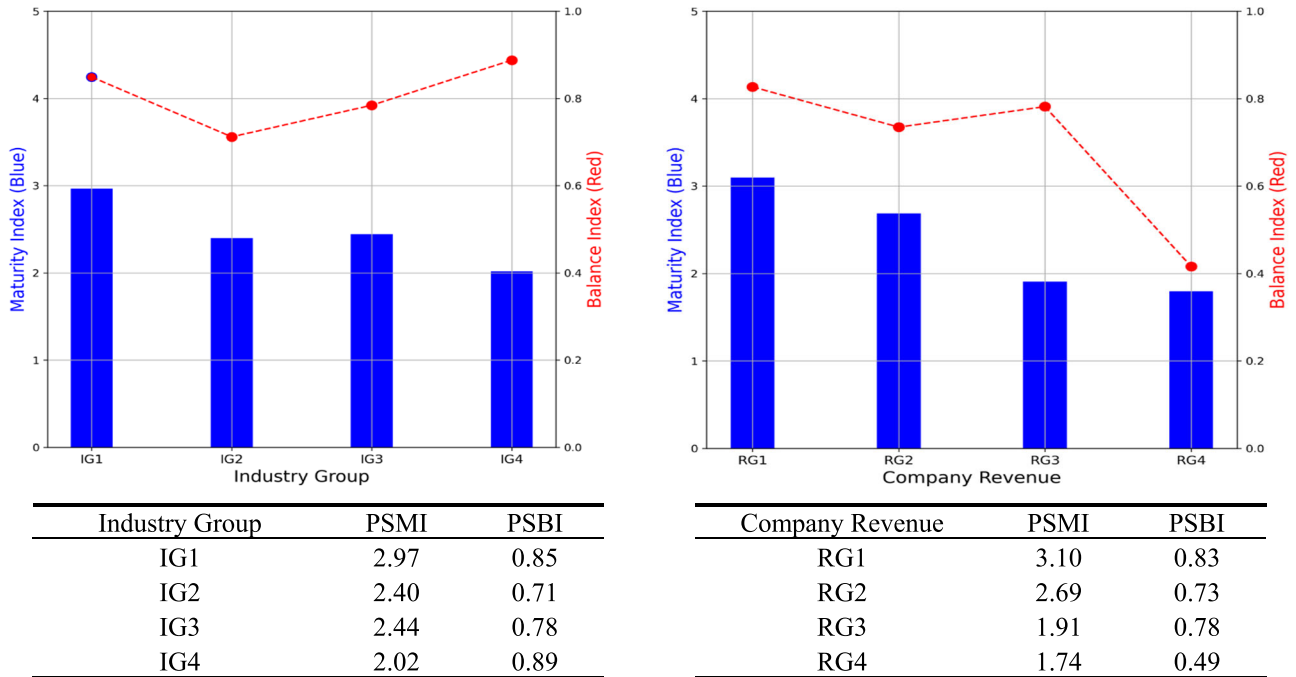 5
4
3
2
1
0
Maturity Index (Blue)
1.0
0.8
0.6
0.4
0.2
0.0
Balance Index (Red)
IG1 IG2 IG3 IG4
Industry Group
5
4
3
2
1
0
Maturity Index (Blue)
1.0
0.8
0.6
0.4
0.2
0.0
Balance Index (Red)
RG1 RG2 RG3 RG4
Company Revenue
Industry Group PSMI PSBI
IG1 2.97 0.85
IG2 2.40 0.71
IG3 2.44 0.78
IG4 2.02 0.89
Company Revenue PSMI PSBI
RG1 3.10 0.83
RG2 2.69 0.73
RG3 1.91 0.78
RG4 1.74 0.49